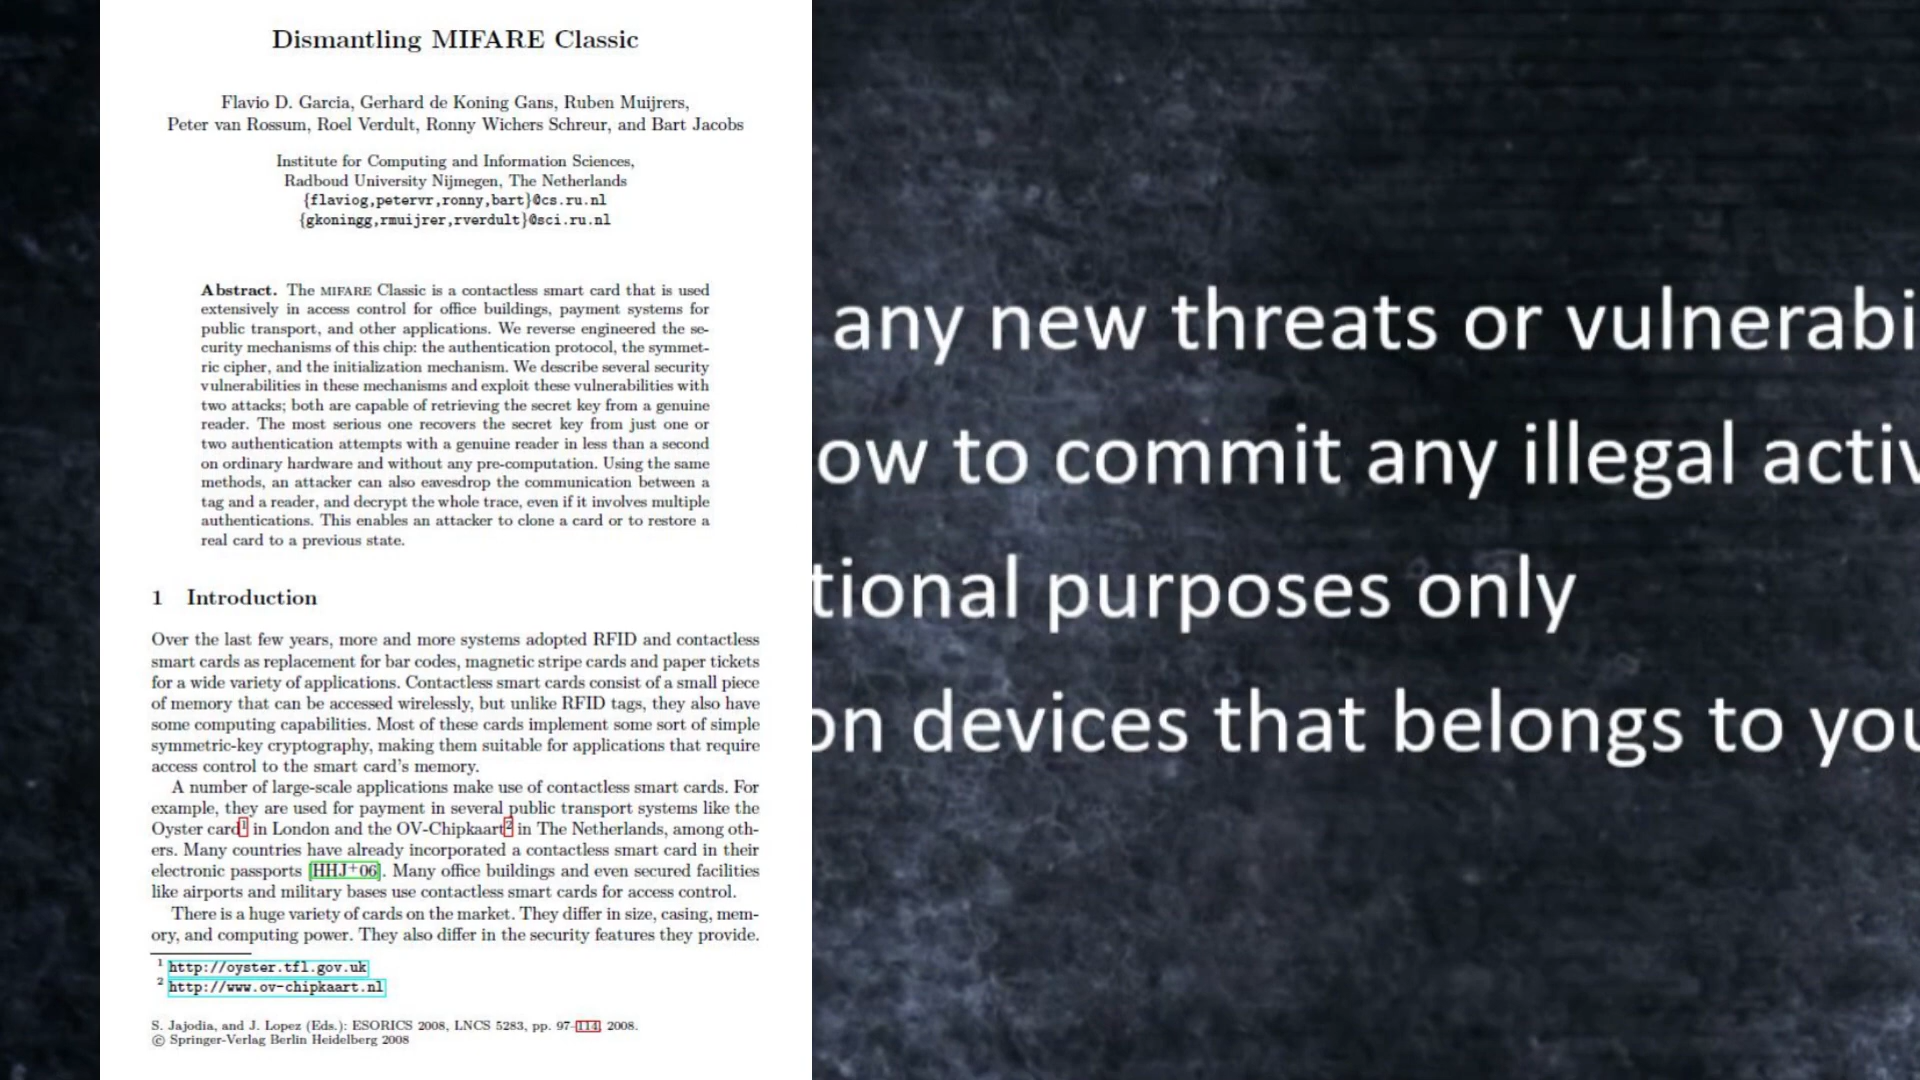 Dismantling MIFARE Classic
Flavio D. Garcia, Gerhard de Koning Gans, Ruben Muijrers,
Peter van Rossum, Roel Verdult, Ronny Wichers Schreur, and Bart Jacobs
Institute for Computing and Information Sciences,
Radboud University Nijmegen, The Netherlands
{flaviog,petervr,ronny,bart}@cs.ru.nl
{gkoningg,rmuijrer,rverdult}@sci.ru.nl
Abstract. The MIFARE Classic is a contactless smart card that is used
extensively in access control for office buildings, payment systems for
public transport, and other applications. We reverse engineered the se-
curity mechanisms of this chip: the authentication protocol, the symmet-
ric cipher, and the initialization mechanism. We describe several security
vulnerabilities in these mechanisms and exploit these vulnerabilities with
two attacks; both are capable of retrieving the secret key from a genuine
reader. The most serious one recovers the secret key from just one or
two authentication attempts with a genuine reader in less than a second
on ordinary hardware and without any pre-computation. Using the same
methods, an attacker can also eavesdrop the communication between a
tag and a reader, and decrypt the whole trace, even if it involves multiple
authentications. This enables an attacker to clone a card or to restore a
real card to a previous state.
1 Introduction
Over the last few years, more and more systems adopted RFID and contactless
smart cards as replacement for bar codes, magnetic stripe cards and paper tickets
for a wide variety of applications. Contactless smart cards consist of a small piece
of memory that can be accessed wirelessly, but unlike RFID tags, they also have
some computing capabilities. Most of these cards implement some sort of simple
symmetric-key cryptography, making them suitable for applications that require
access control to the smart card's memory.
A number of large-scale applications make use of contactless smart cards. For
example, they are used for payment in several public transport systems like the
Oyster card1 in London and the OV-Chipkaart2 in The Netherlands, among oth-
ers. Many countries have already incorporated a contactless smart card in their
electronic passports [HHJ+06]. Many office buildings and even secured facilities
like airports and military bases use contactless smart cards for access control.
There is a huge variety of cards on the market. They differ in size, casing, mem-
ory, and computing power. They also differ in the security features they provide.
1 http://oyster.tfl.gov.uk
2 http://www.ov-chipkaart.nl
S. Jajodia, and J. Lopez (Eds.): ESORICS 2008, LNCS 5283, pp. 97–114, 2008.
© Springer-Verlag Berlin Heidelberg 2008
any new threats or vulnerabi
ow to commit any illegal activ
tional purposes only
on devices that belongs to you